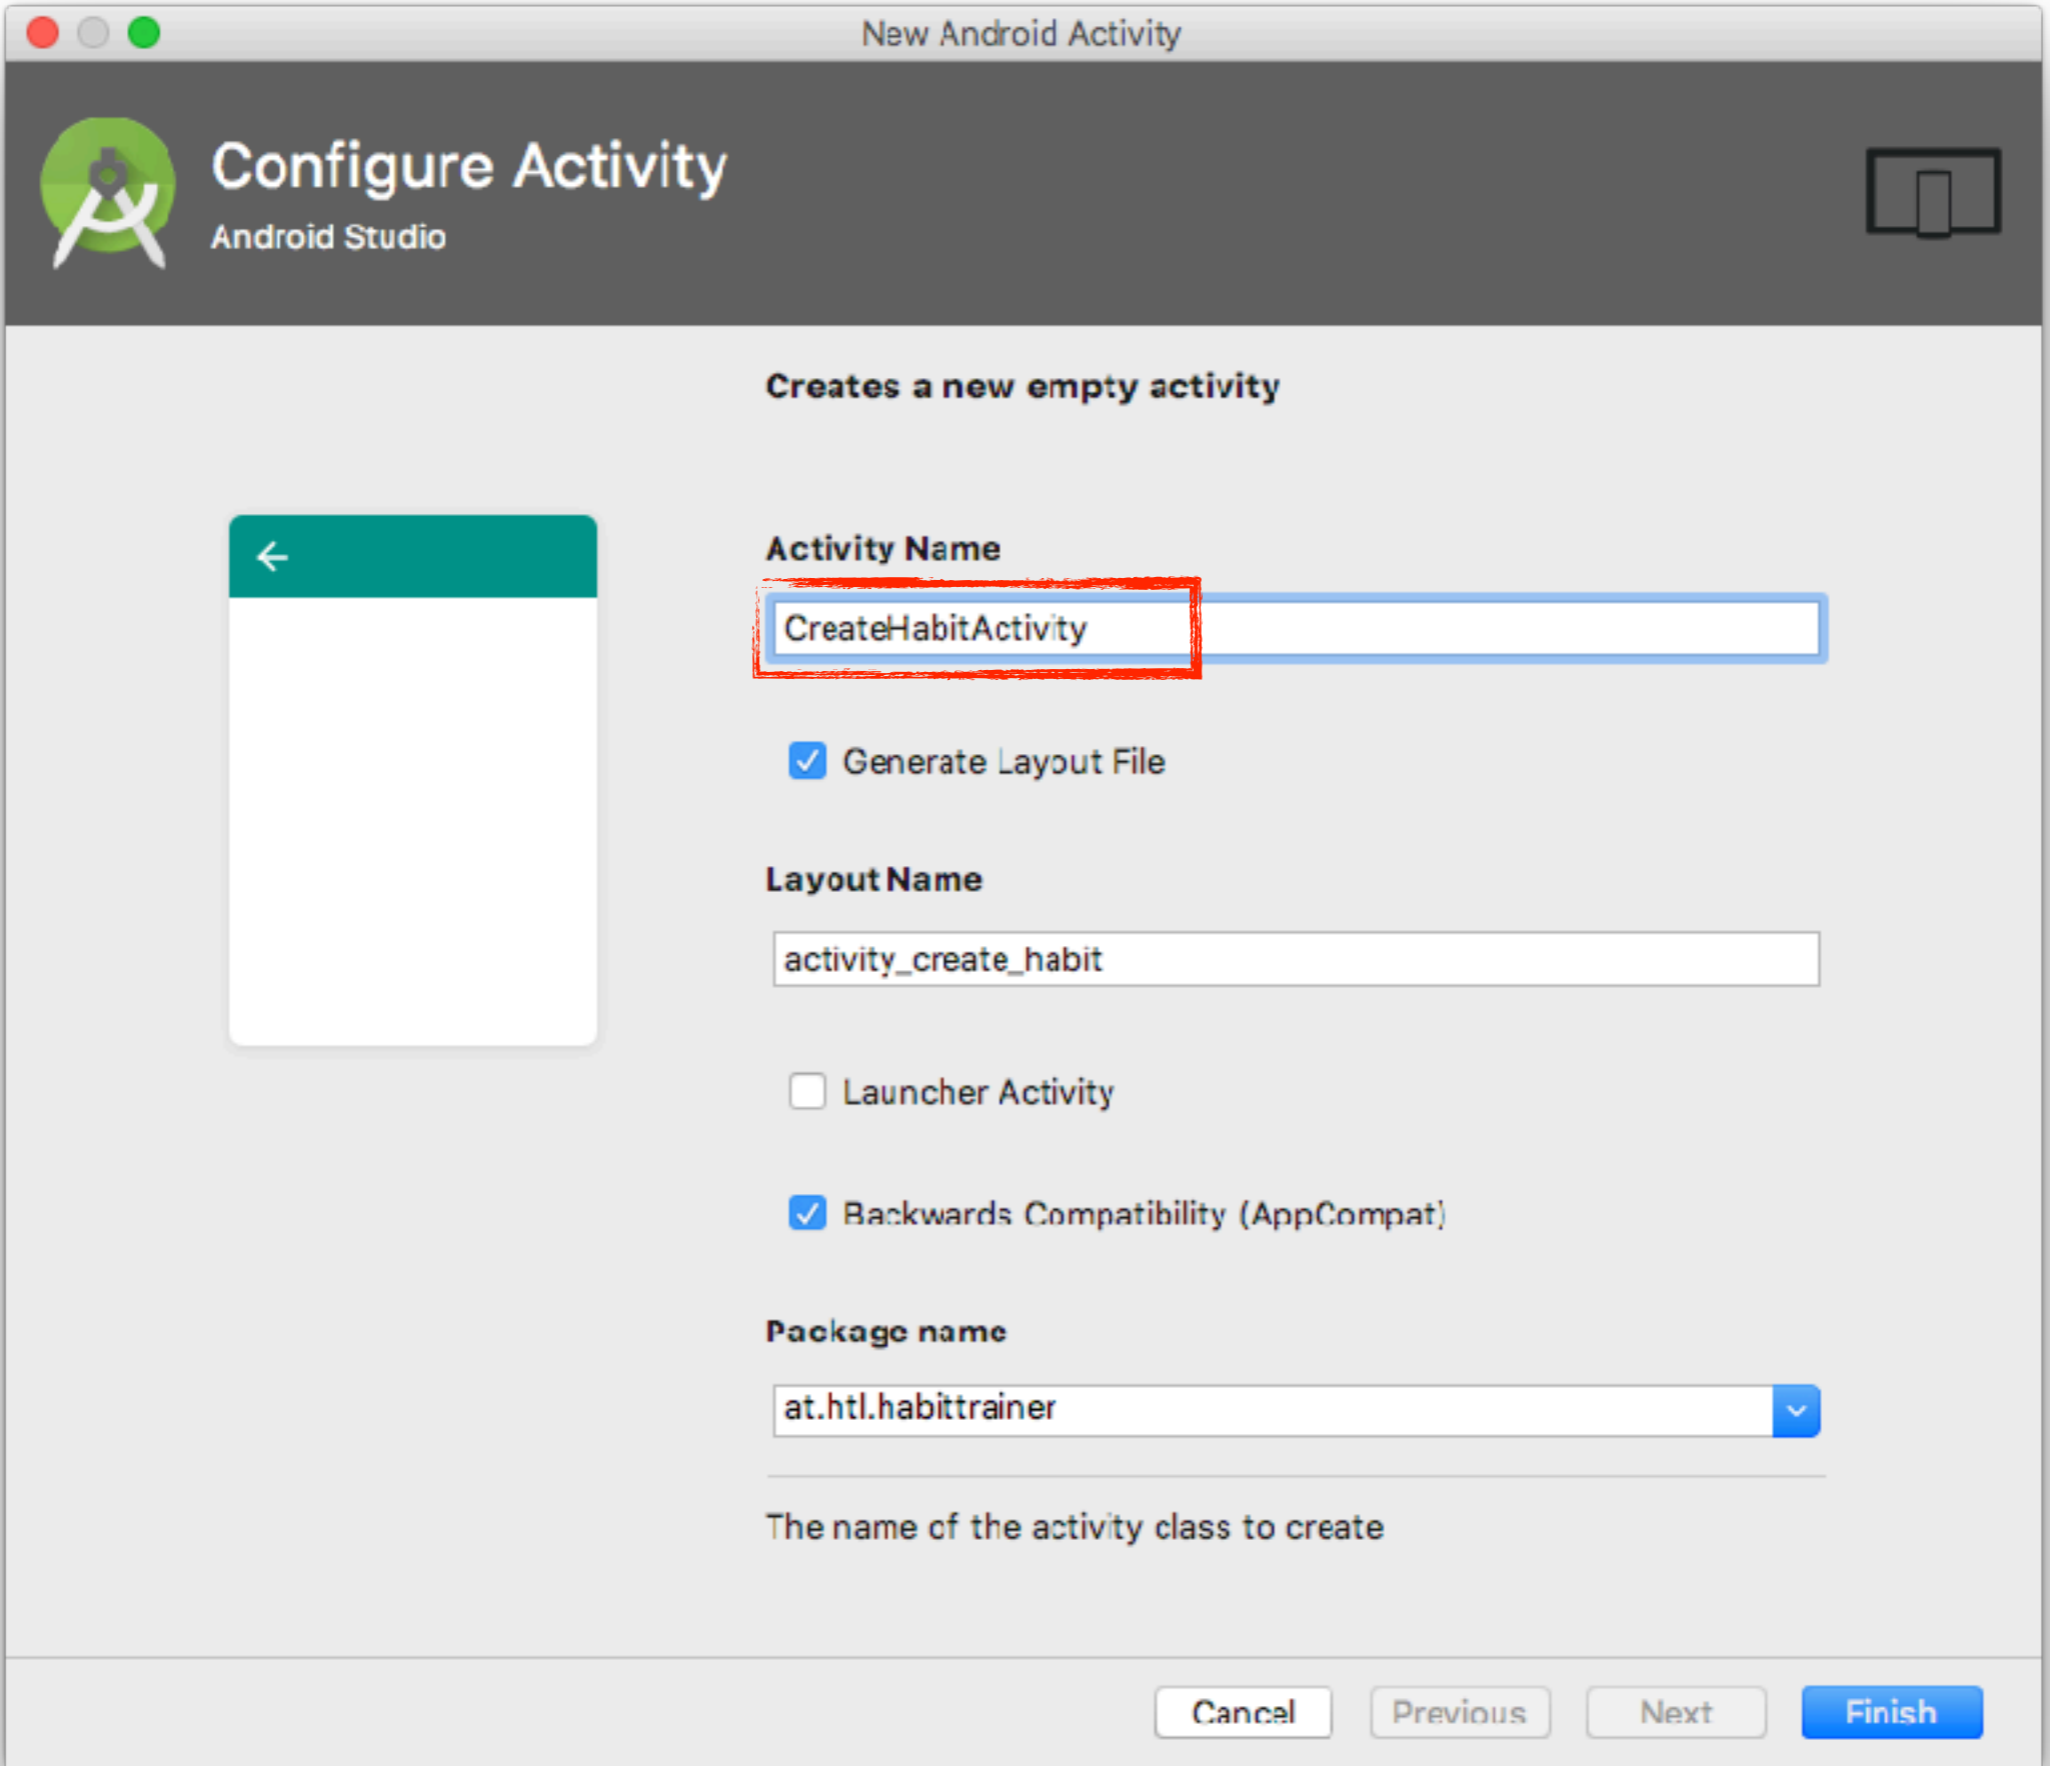 New Android Activity
Configure Activity
Android Studio
Creates a new empty activity
Activity Name
CreateHabitActivity
Generate Layout File
Layout Name
activity_create_habit
Launcher Activity
Backwards Compatibility (AppCompat)
Package name
at.htl.habittrainer
The name of the activity class to create
Cancel
Previous
Next
Finish